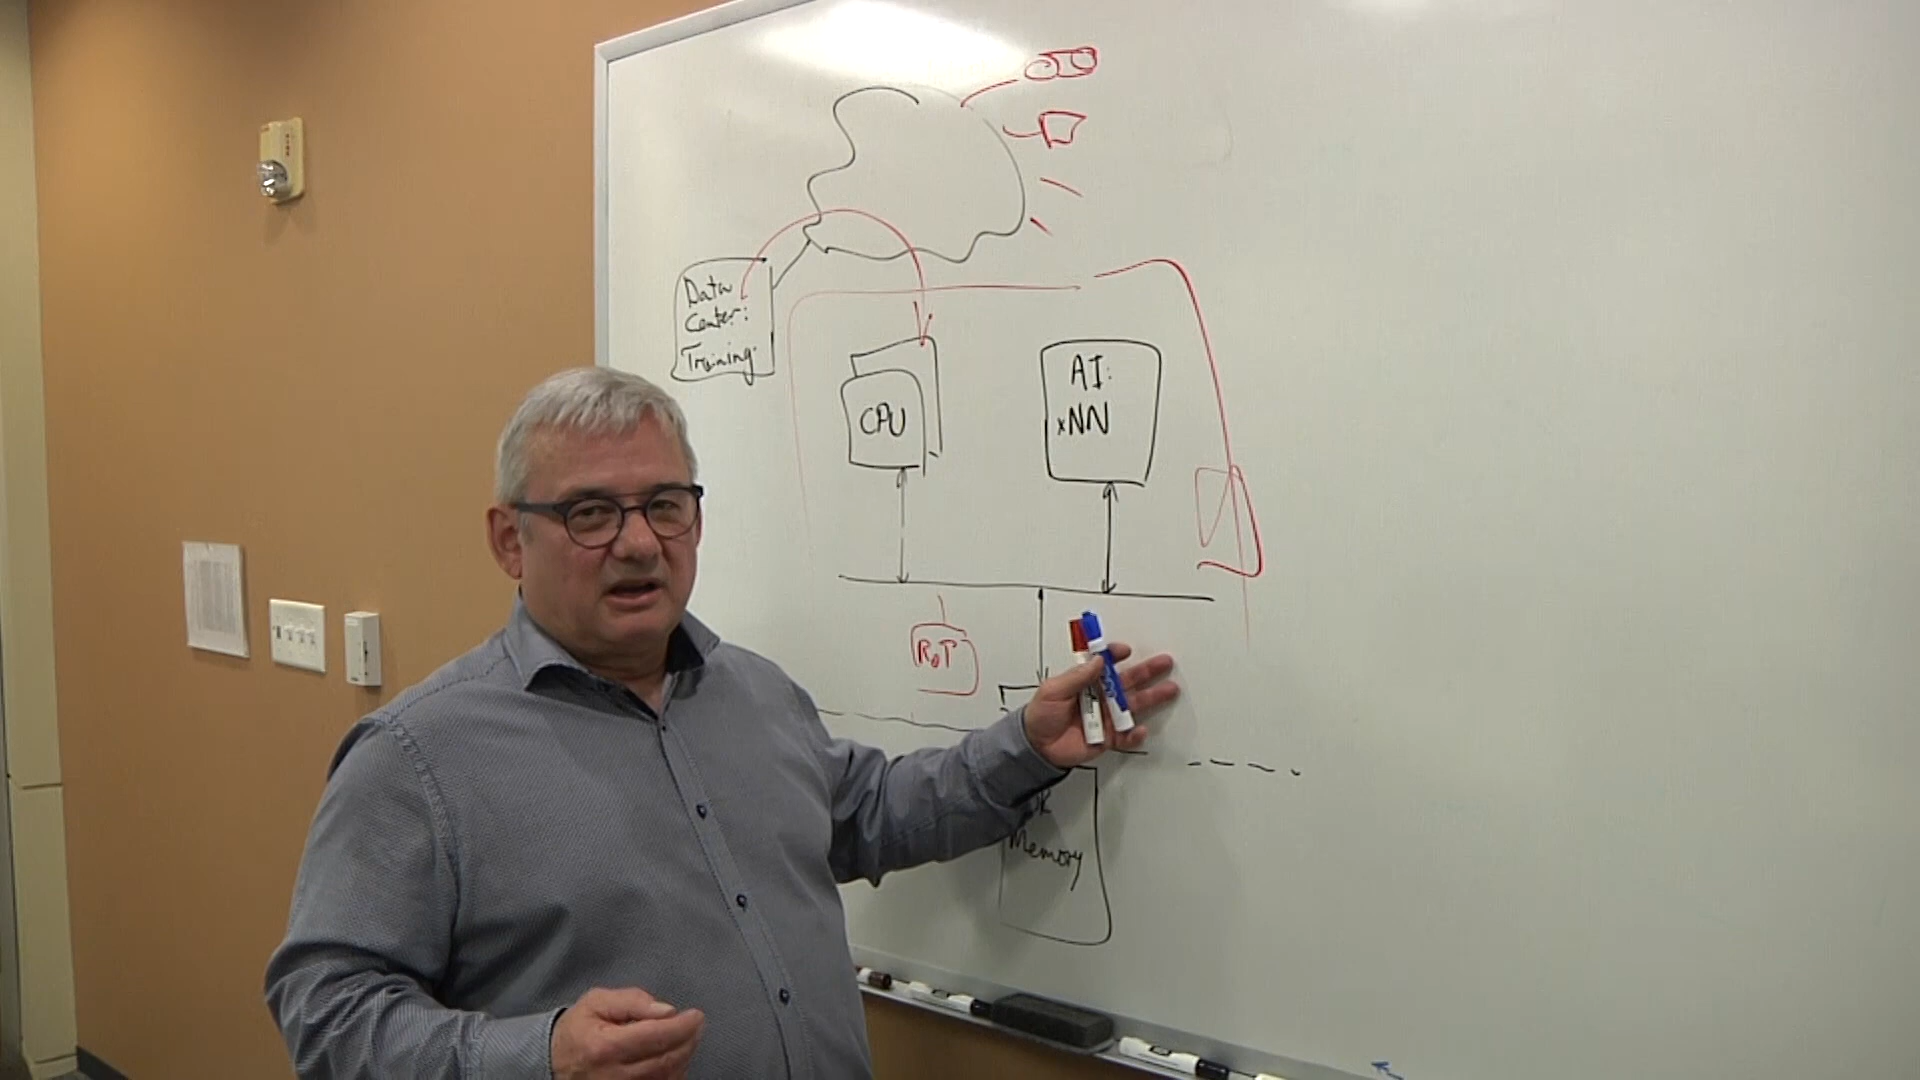 Data
Center:
Training.
CPU
AI:
xNN
RoT
Memory